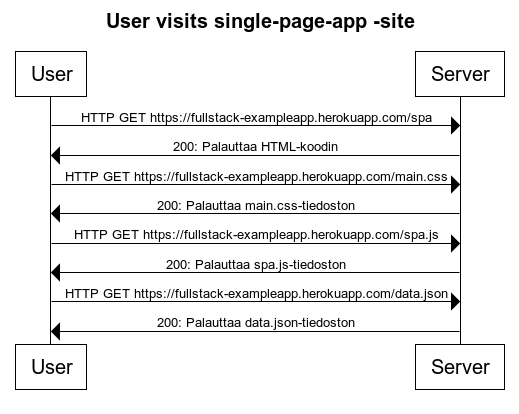 User visits single-page-app -site
User
Server
HTTP GET https://fullstack-exampleapp.herokuapp.com/spa
200: Palauttaa HTML-koodin
HTTP GET https://fullstack-exampleapp.herokuapp.com/main.css
200: Palauttaa main.css-tiedoston
HTTP GET https://fullstack-exampleapp.herokuapp.com/spa.js
200: Palauttaa spa.js-tiedoston
HTTP GET https://fullstack-exampleapp.herokuapp.com/data.json
200: Palauttaa data.json-tiedoston
User
Server